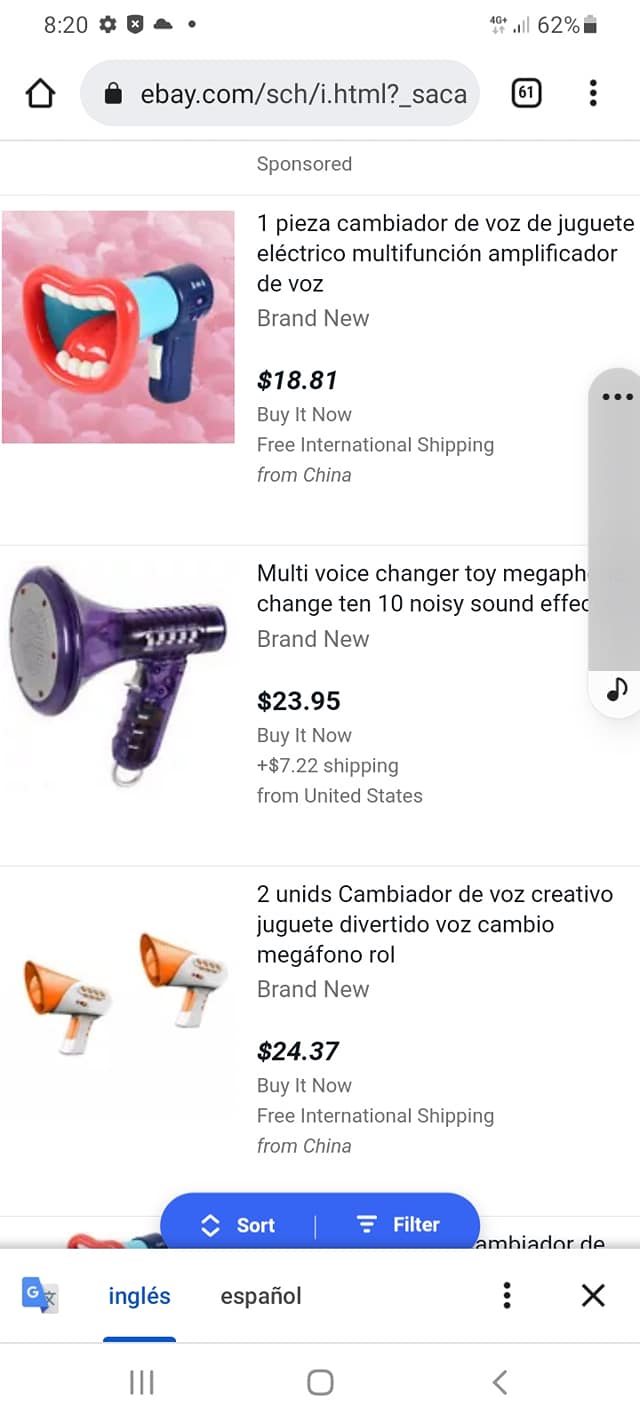 8:20
4G+
62%
ebay.com/sch/i.html?_saca
61
Sponsored
1 pieza cambiador de voz de juguete
eléctrico multifunción amplificador
de voz
Brand New
$18.81
Buy It Now
Free International Shipping
from China
Multi voice changer toy megaph
change ten 10 noisy sound effec
Brand New
$23.95
Buy It Now
+$7.22 shipping
from United States
2 unids Cambiador de voz creativo
juguete divertido voz cambio
megáfono rol
Brand New
$24.37
Buy It Now
Free International Shipping
from China
Sort
Filter
ambiador de
G
inglés
español